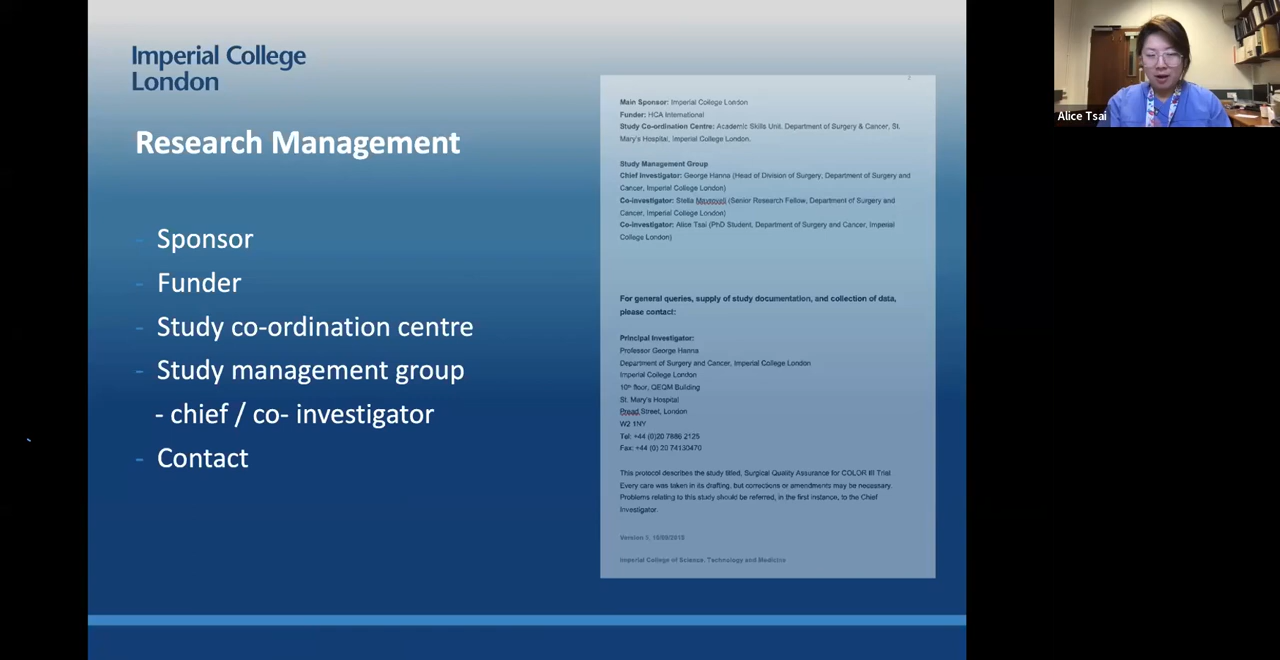 Imperial College
London
Research Management
- Sponsor
- Funder
- Study co-ordination centre
- Study management group
- chief / co- investigator
- Contact
2
Main Sponsor: Imperial College London
Funder: HCA International
Study Co-ordination Centre: Academic Skills Unit, Department of Surgery & Cancer, St.
Mary's Hospital, Imperial College London.
Study Management Group
Chief Investigator: George Hanna (Head of Division of Surgery, Department of Surgery and
Cancer, Imperial College London)
Co-investigator: Stella (Senior Research Fellow, Department of Surgery and
Cancer, Imperial College London)
Co-investigator: Alice Tsai (PhD Student, Department of Surgery and Cancer, Imperial
College London)
For general queries, supply of study documentation, and collection of data,
please contact:
Principal Investigator:
Professor George Hanna
Department of Surgery and Cancer, Imperial College London
Imperial College London
10th floor, QEQM Building
St. Mary's Hospital
Praed Street, London
W2 1NY
Tel: +44 (0)20 7886 2125
Fax: +44 (0) 20 74130470
This protocol describes the study titled, Surgical Quality Assurance for COLOR III Trial
Every care was taken in its drafting, but corrections or amendments may be necessary.
Problems relating to this study should be referred, in the first instance, to the Chief
Investigator.
Version
Imperial College of Science, Technology and Medicine
Alice Tsai